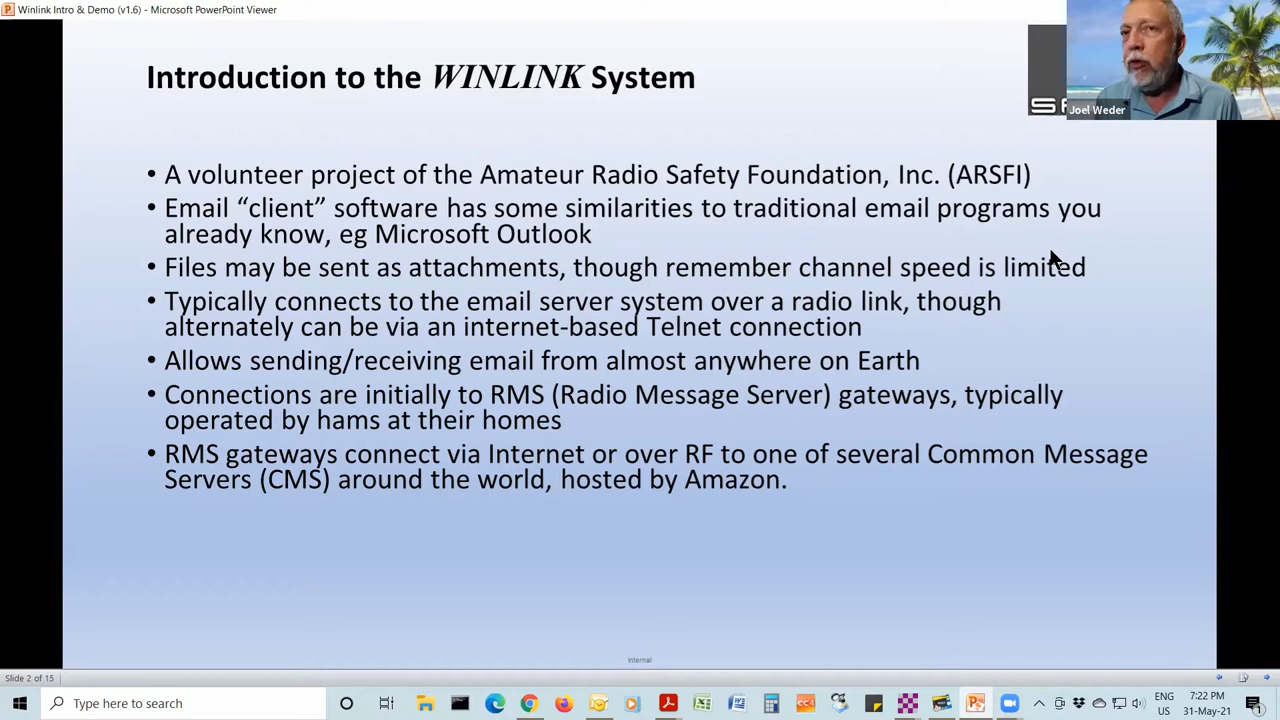 Winlink Intro & Demo (v1.6) - Microsoft PowerPoint Viewer
Introduction to the WINLINK System
Joel Weder
• A volunteer project of the Amateur Radio Safety Foundation, Inc. (ARSFI)
• Email “client” software has some similarities to traditional email programs you
already know, eg Microsoft Outlook
• Files may be sent as attachments, though remember channel speed is limited
• Typically connects to the email server system over a radio link, though
alternately can be via an internet-based Telnet connection
• Allows sending/receiving email from almost anywhere on Earth
• Connections are initially to RMS (Radio Message Server) gateways, typically
operated by hams at their homes
• RMS gateways connect via Internet or over RF to one of several Common Message
Servers (CMS) around the world, hosted by Amazon.
Internal
Slide 2 of 15
Type here to search
ENG
US
7:22 PM
31-May-21